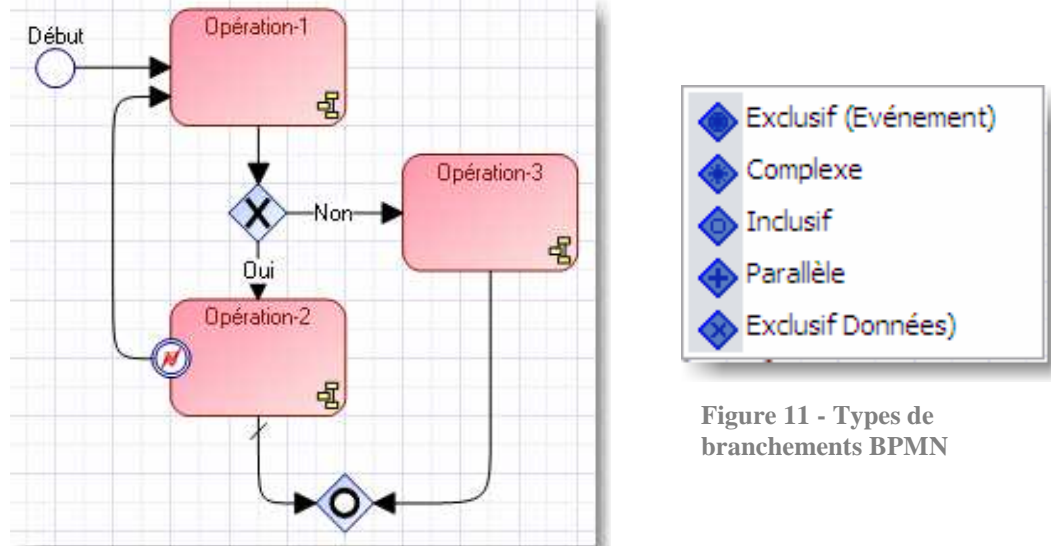 Début
Opération-1
Non
Opération-3
Oui
Opération-2
Exclusif (Evénement)
Complexe
Inclusif
Parallèle
Exclusif Données)
Figure 11 - Types de
branchements BPMN